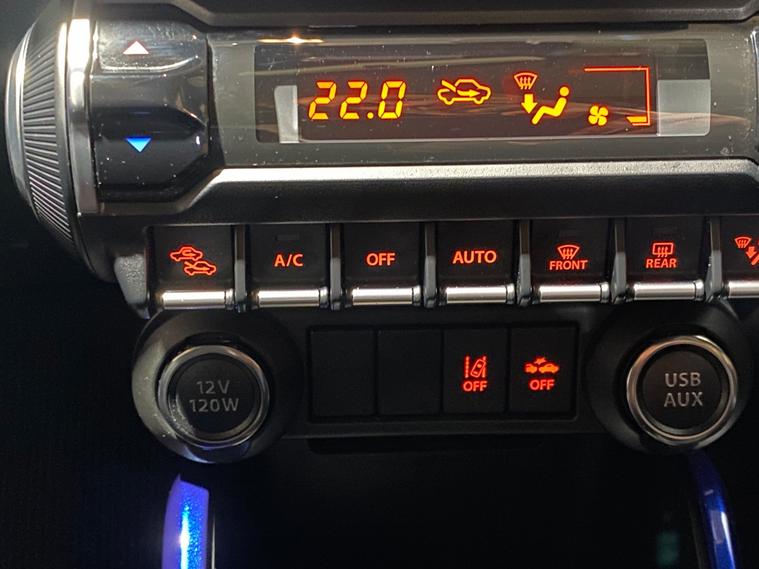 22.0
A/C
OFF
AUTO
FRONT
REAR
12V
120W
OFF
OFF
USB
AUX